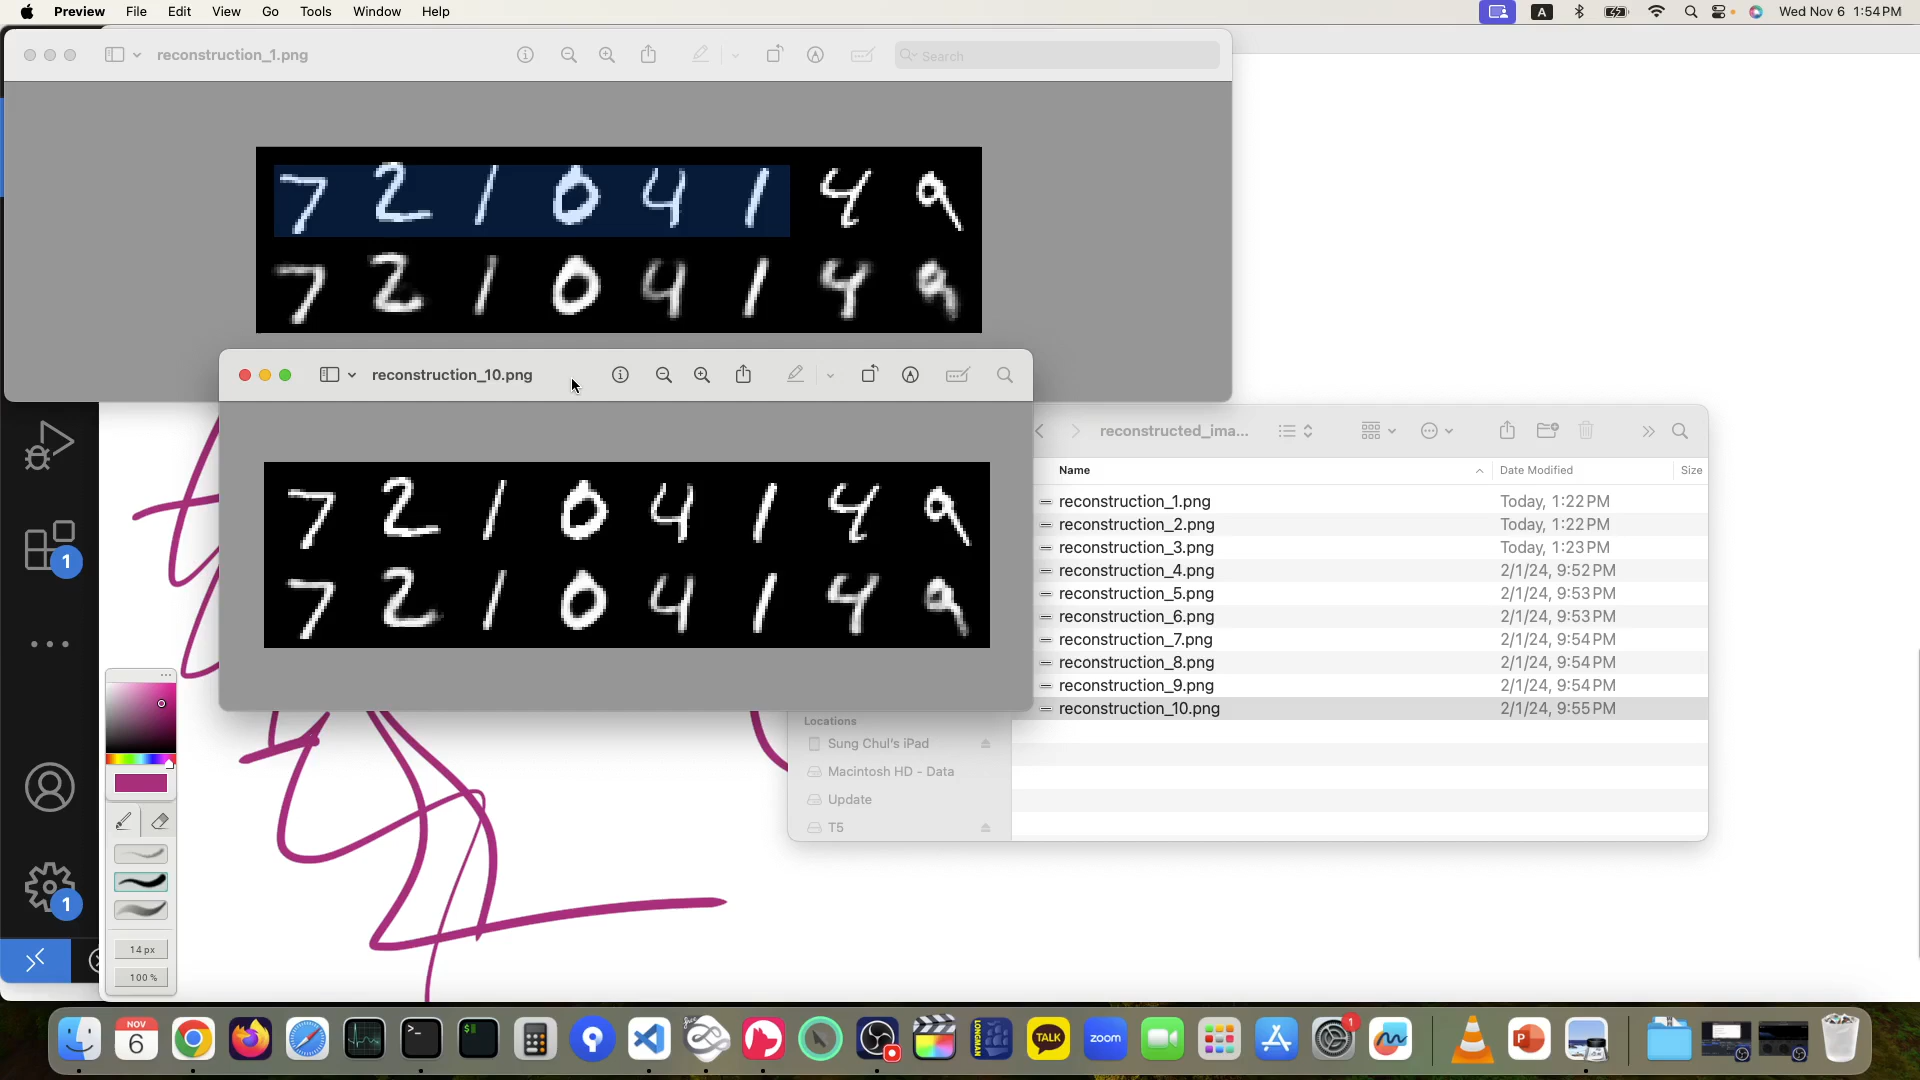 Preview File Edit View Go Tools Window Help
A
Wed Nov 6 1:54 PM
reconstruction_1.png
Search
7 2 1 0 4 1 4 9
7 2 1 0 4 1 4 9
reconstruction_10.png
7 2 1 0 4 1 4 9
7 2 1 0 4 1 4 9
reconstructed_ima...
Name Date Modified Size
reconstruction_1.png Today, 1:22 PM
reconstruction_2.png Today, 1:22 PM
reconstruction_3.png Today, 1:23 PM
reconstruction_4.png 2/1/24, 9:52 PM
reconstruction_5.png 2/1/24, 9:53 PM
reconstruction_6.png 2/1/24, 9:53 PM
reconstruction_7.png 2/1/24, 9:54 PM
reconstruction_8.png 2/1/24, 9:54 PM
reconstruction_9.png 2/1/24, 9:54 PM
reconstruction_10.png 2/1/24, 9:55 PM
Locations
Sung Chul's iPad
Macintosh HD - Data
Update
T5
1
1
14 px
100 %
NOV
6
>_
$
LONGMAN
TALK
zoom
1
P